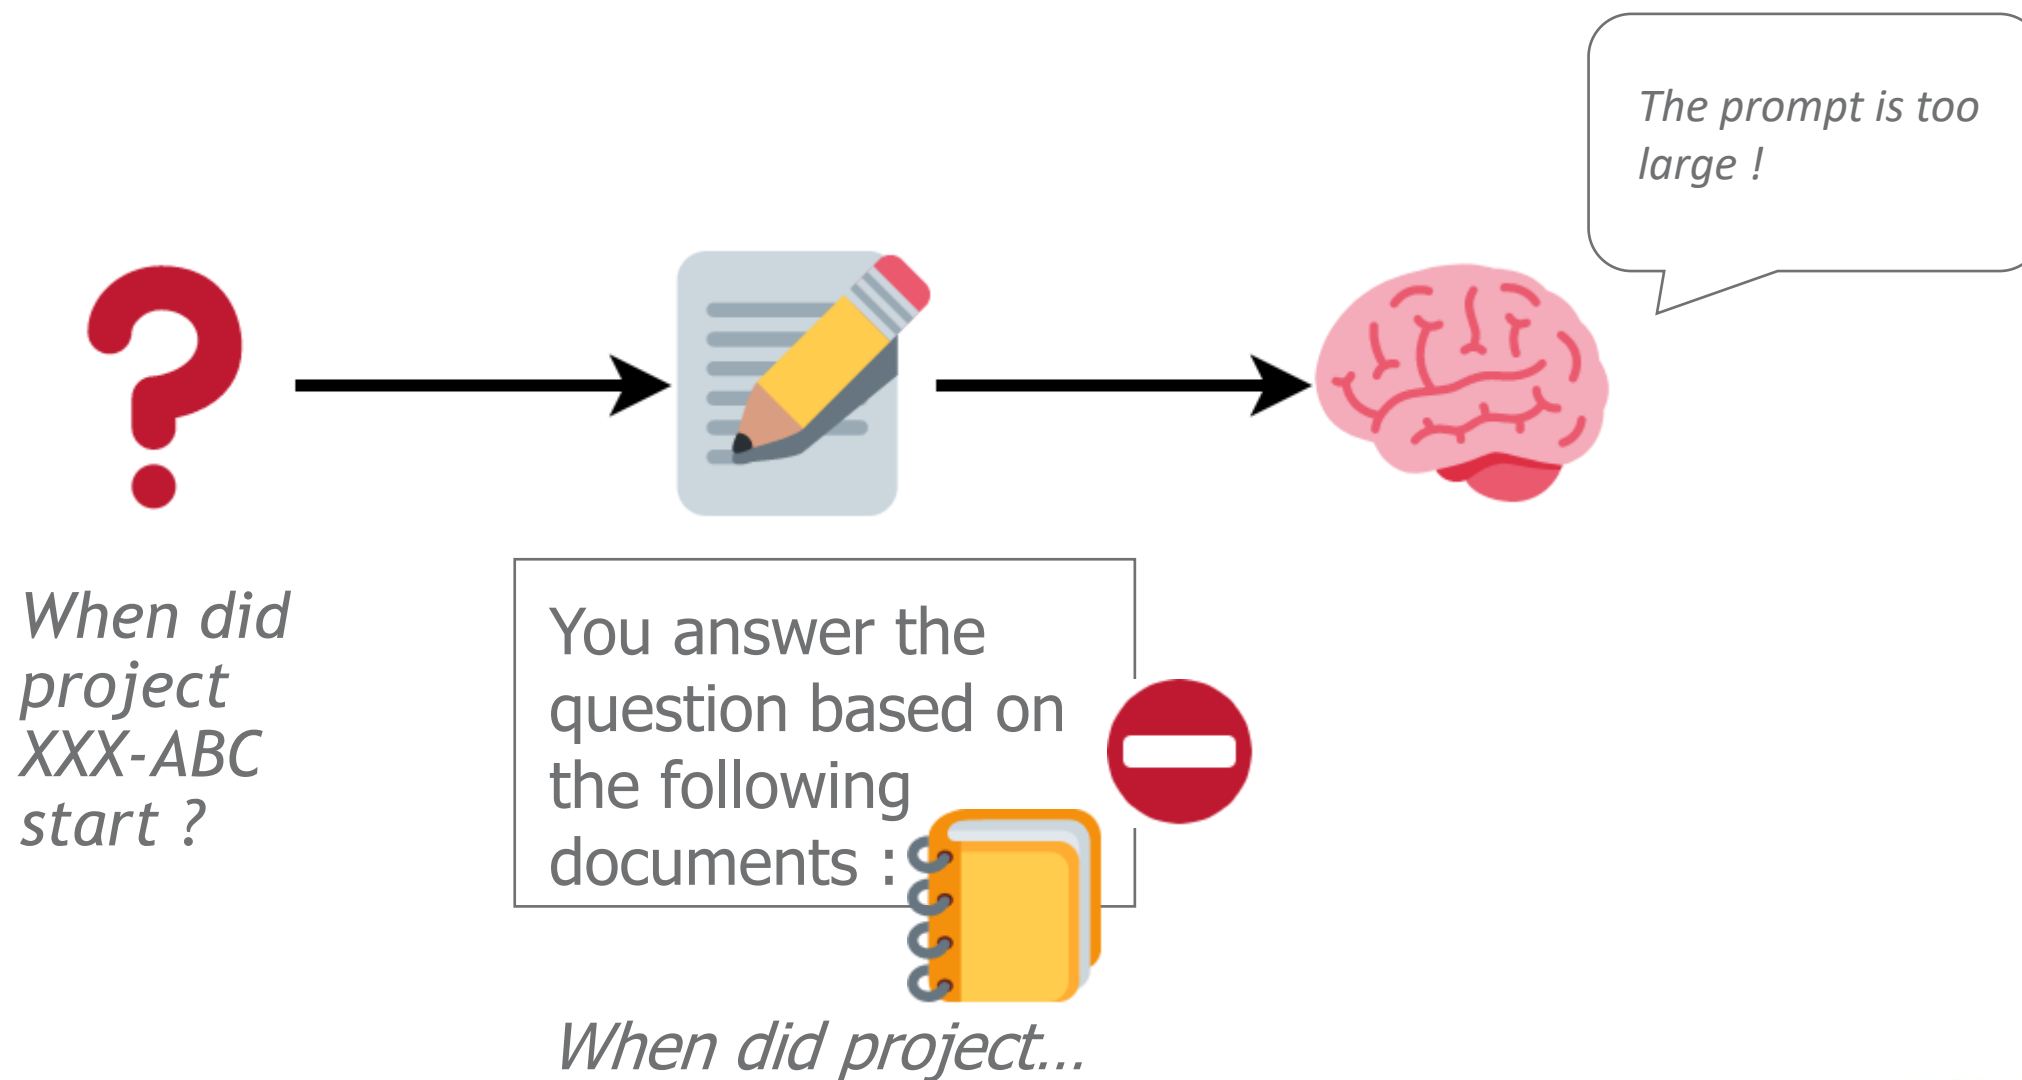 The prompt is too
large !
When did
project
XXX-ABC
start ?
You answer the
question based on
the following
documents :
When did project...